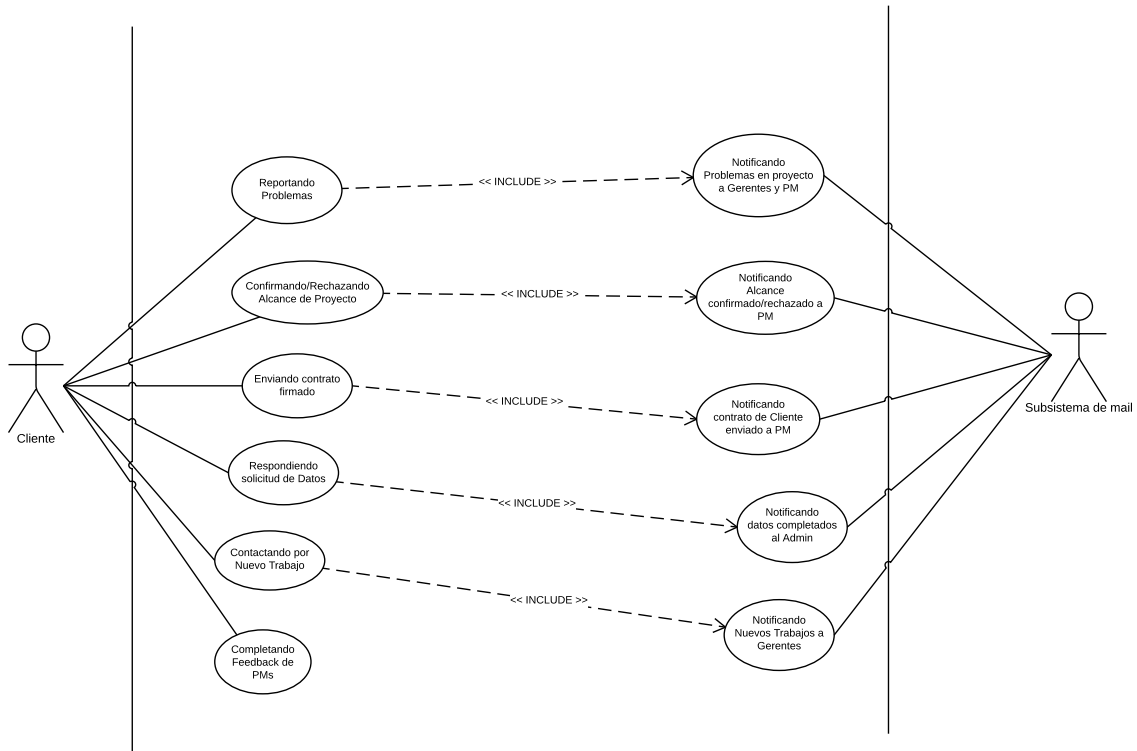 Reportando
Problemas
<< INCLUDE >>
Notificando
Problemas en proyecto
a Gerentes y PM
Confirmando/Rechazando
Alcance de Proyecto
<< INCLUDE >>
Notificando
Alcance
confirmado/rechazado a
PM
Enviando contrato
firmado
<< INCLUDE >>
Notificando
contrato de Cliente
enviado a PM
Cliente
Subsistema de mail
Respondiendo
solicitud de Datos
<< INCLUDE >>
Notificando
datos completados
al Admin
Contactando por
Nuevo Trabajo
<< INCLUDE >>
Notificando
Nuevos Trabajos a
Gerentes
Completando
Feedback de
PMs